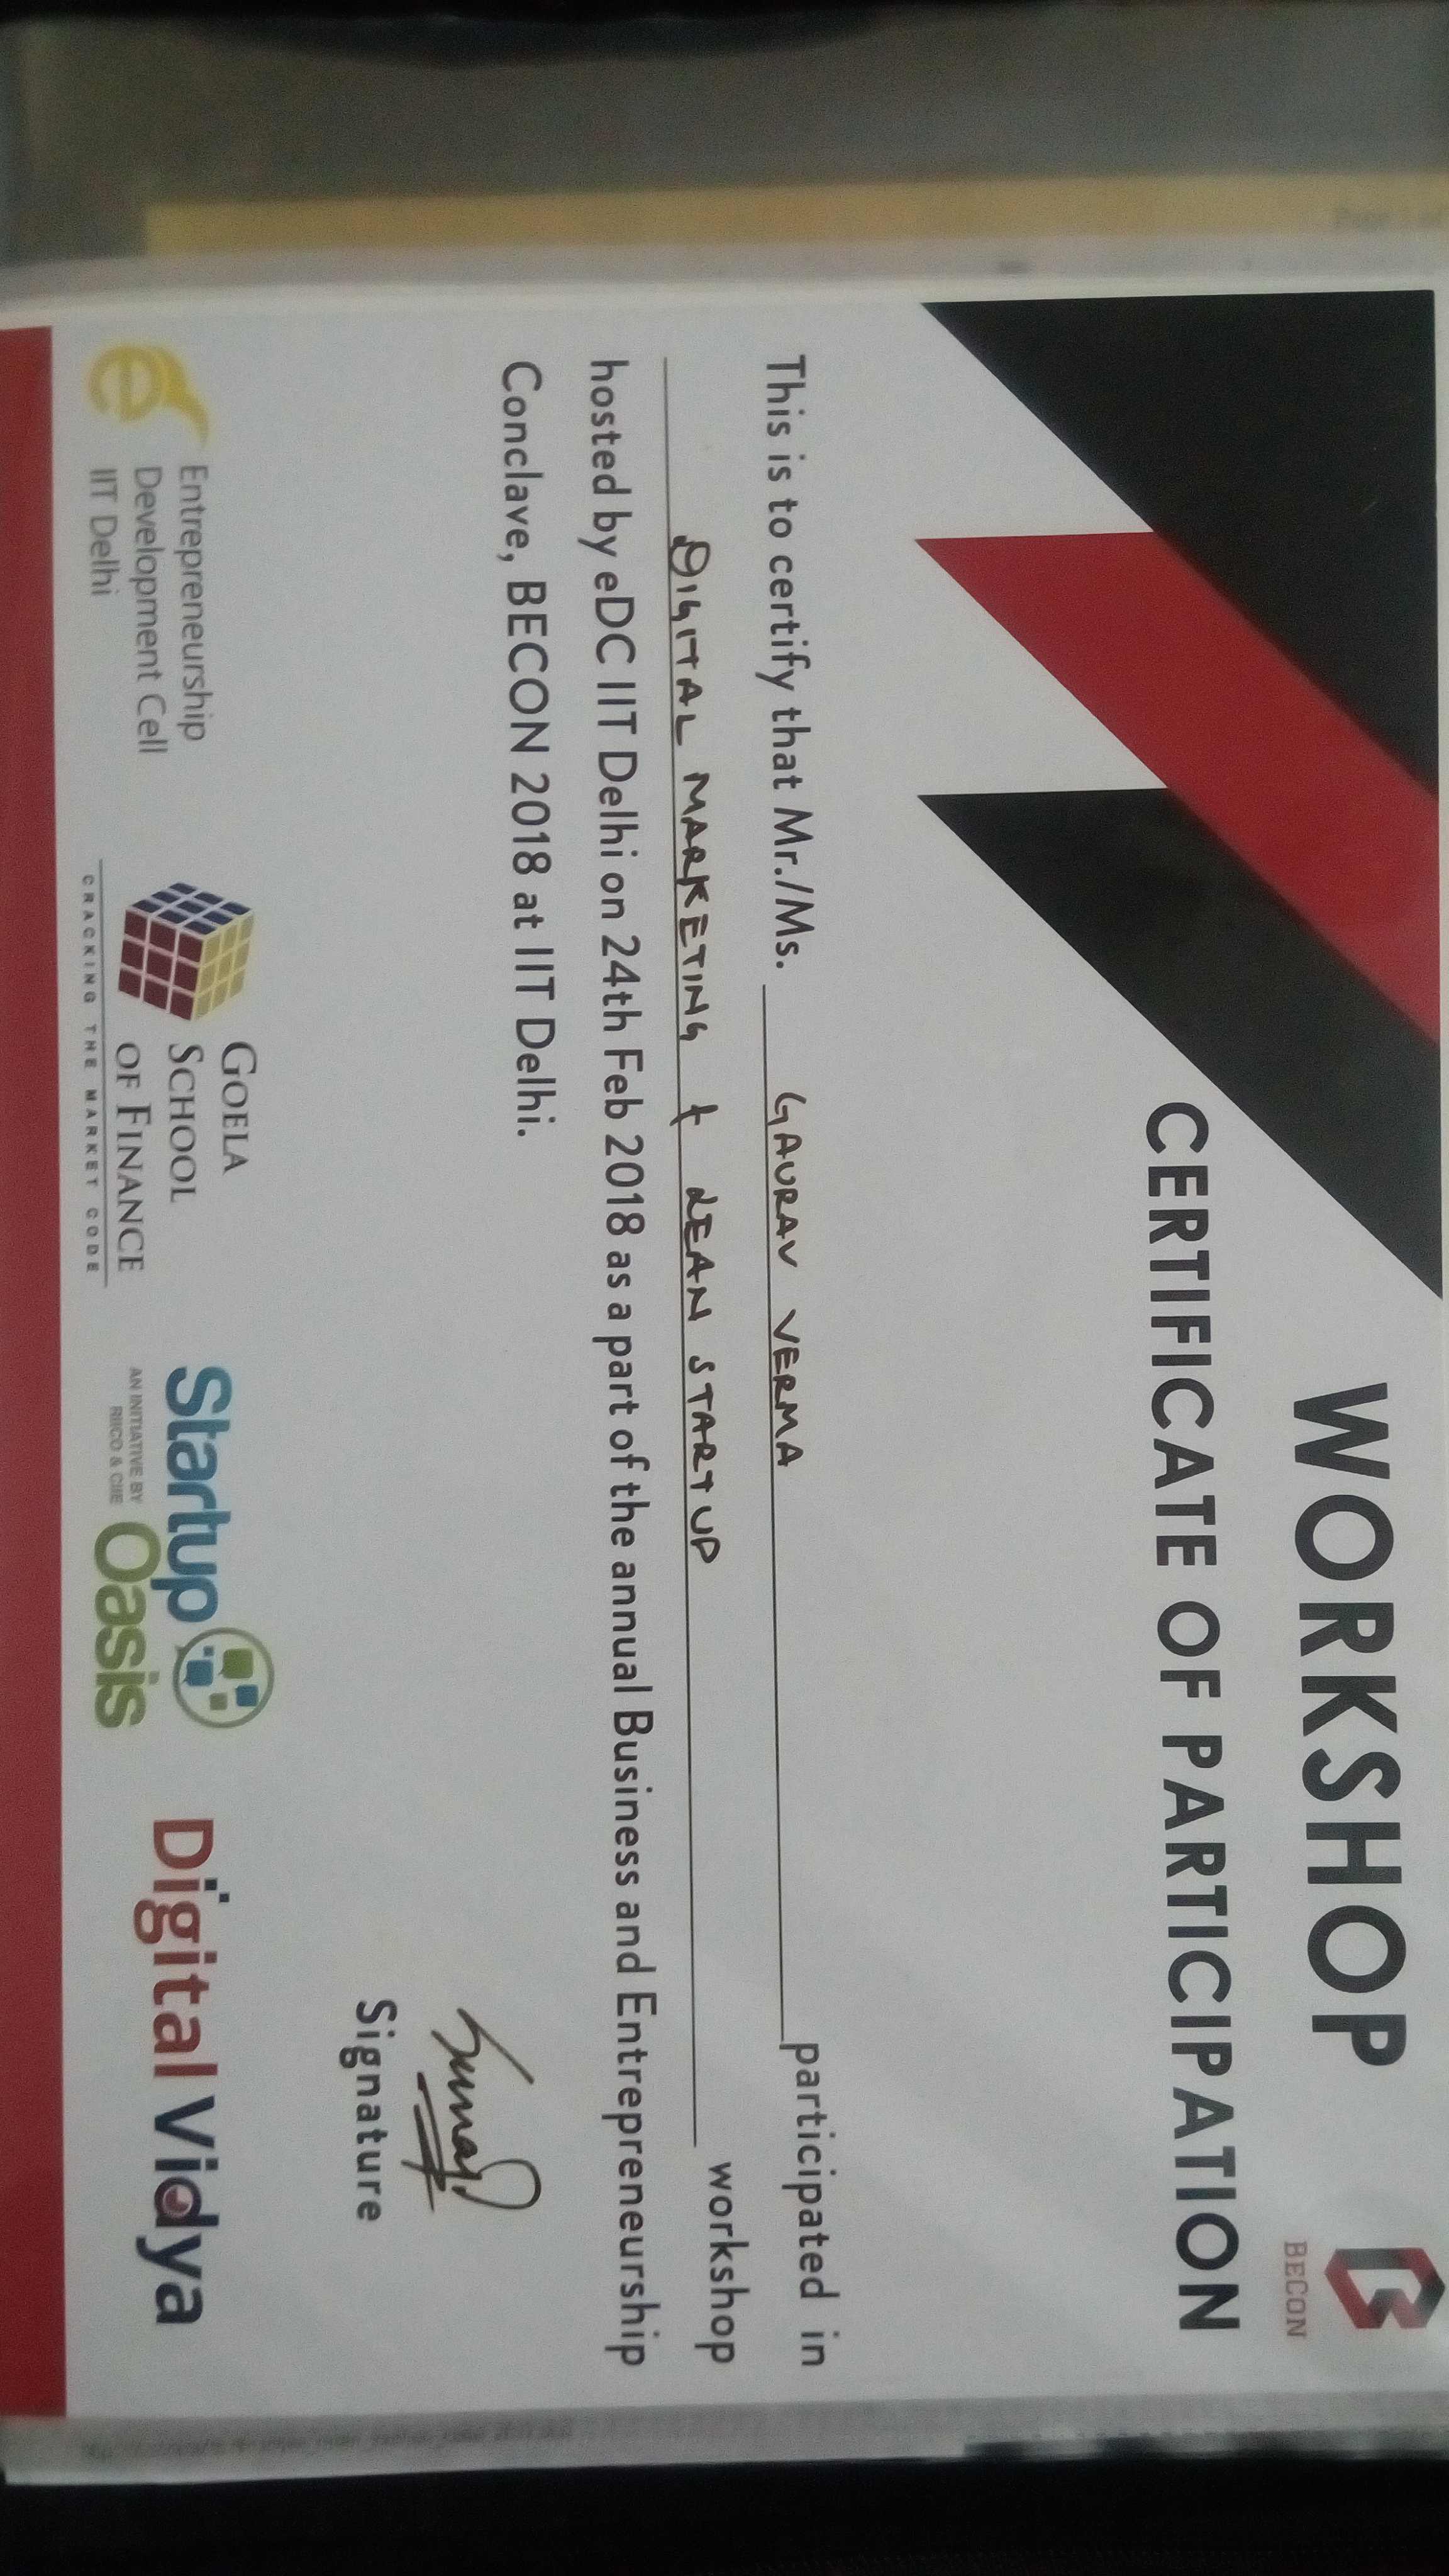 WORKSHOP
BECON
CERTIFICATE OF PARTICIPATION
This is to certify that Mr./Ms. GAURAV VERMA participated in
DIGITAL MARKETING & LEAN STARTUP workshop
hosted by eDC IIT Delhi on 24th Feb 2018 as a part of the annual Business and Entrepreneurship
Conclave, BECON 2018 at IIT Delhi.
Signature
Entrepreneurship
Development Cell
IIT Delhi
GOELA
SCHOOL
OF FINANCE
CRACKING THE MARKET CODE
Startup
Oasis
AN INITIATIVE BY
RIICO & CIIE
Digital Vidya